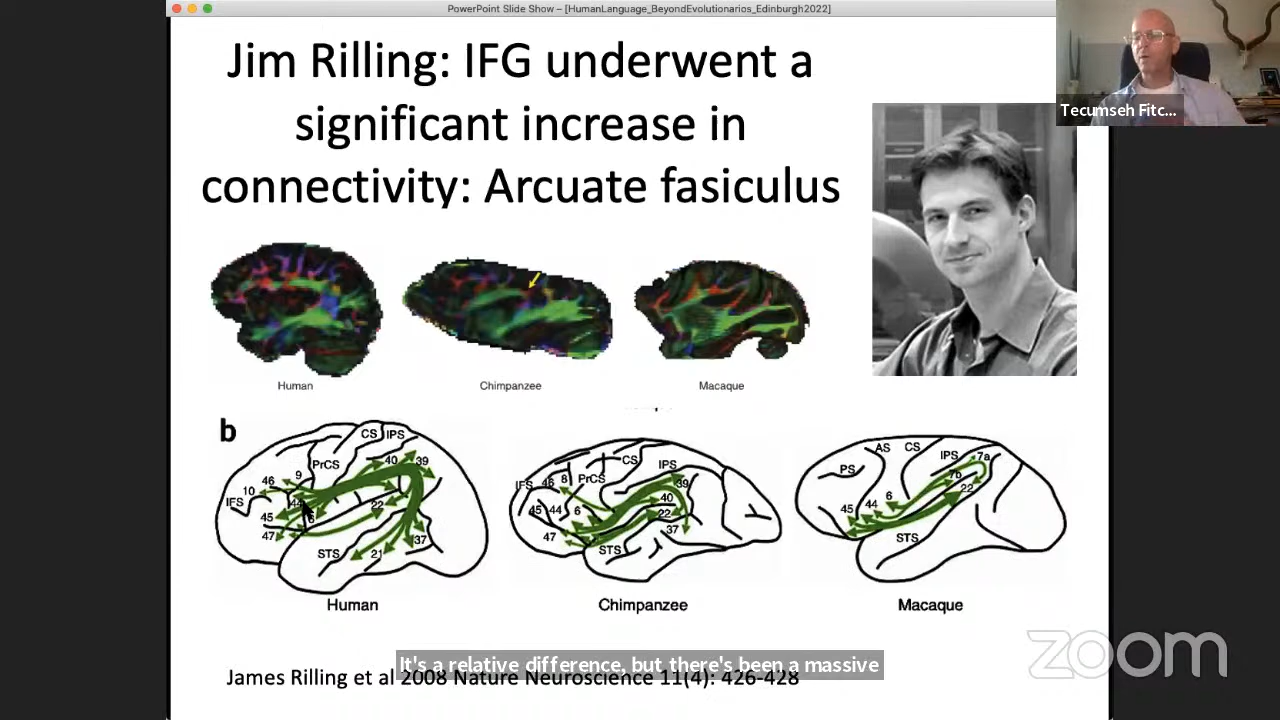 PowerPoint Slide Show – [HumanLanguage_BeyondEvolutionarios_Edinburgh2022]
Tecumseh Fitc...
Jim Rilling: IFG underwent a
significant increase in
connectivity: Arcuate fasiculus
Human
Chimpanzee
Macaque
b
CS IPS
PrCS
40 39
9
46
10
IFS
44
45
6
22
47
37
STS
21
CS
IPS
IFS 46 8 PrCS
39
40
45 44 6
22
37
47
STS
AS CS
IPS 7a
PS
7b
22
6
44
45
STS
Human
Chimpanzee
Macaque
It's a relative difference, but there's been a massive
James Rilling et al 2008 Nature Neuroscience 11(4): 426-428
zoom